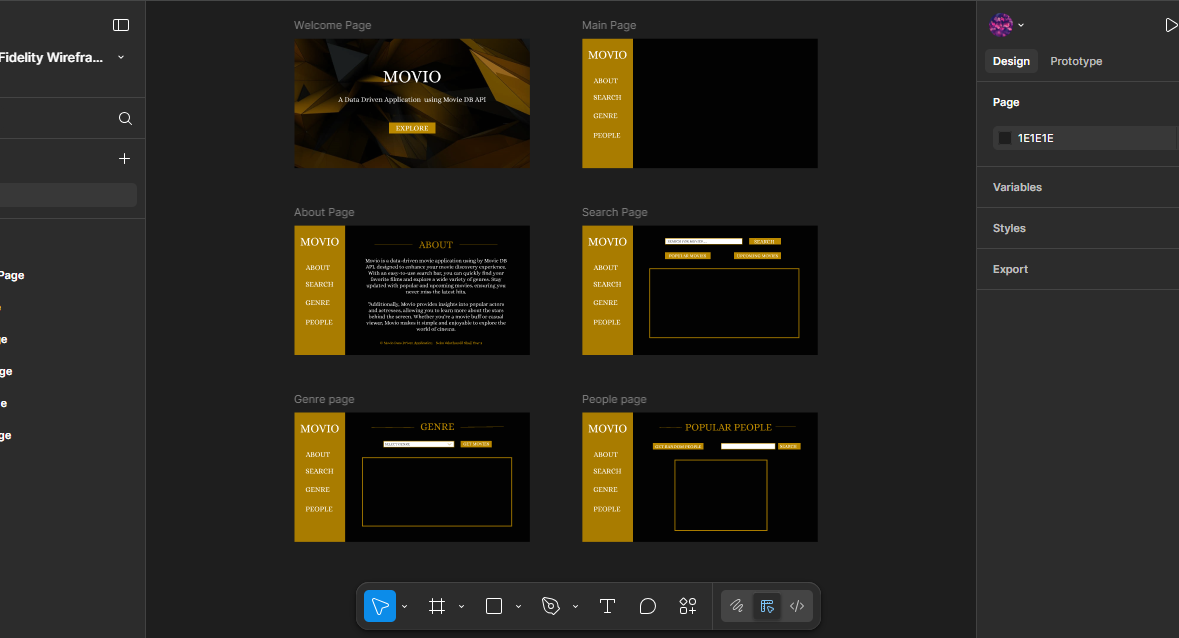 Fidelity Wirefra...
Page
ge
Design
Prototype
Page
1E1E1E
Variables
Styles
Export
Welcome Page
MOVIO
A Data Driven Application using Movie DB API
EXPLORE
Main Page
MOVIO
ABOUT
SEARCH
GENRE
PEOPLE
About Page
MOVIO
ABOUT
SEARCH
GENRE
PEOPLE
ABOUT
Movio is a data-driven movie application using by Movie DB
API, designed to enhance your movie discovery experience.
With an easy-to-use search bar, you can quickly find your
favorite films and explore a wide variety of genres. Stay
updated with popular and upcoming movies, ensuring you
never miss the latest hits.
"Additionally, Movio provides insights into popular actors
and actresses, allowing you to learn more about the stars
behind the screen. Whether you're a movie buff or casual
viewer, Movio makes it simple and enjoyable to explore the
world of cinema.
Search Page
MOVIO
ABOUT
SEARCH
GENRE
PEOPLE
SEARCH FOR MOVIES ...
SEARCH
POPULAR MOVIES
UPCOMING MOVIES
Genre page
MOVIO
ABOUT
SEARCH
GENRE
PEOPLE
GENRE
SELECT GENRE
GET MOVIES
People page
MOVIO
ABOUT
SEARCH
GENRE
PEOPLE
POPULAR PEOPLE
GET RANDOM PEOPLE
SEARCH